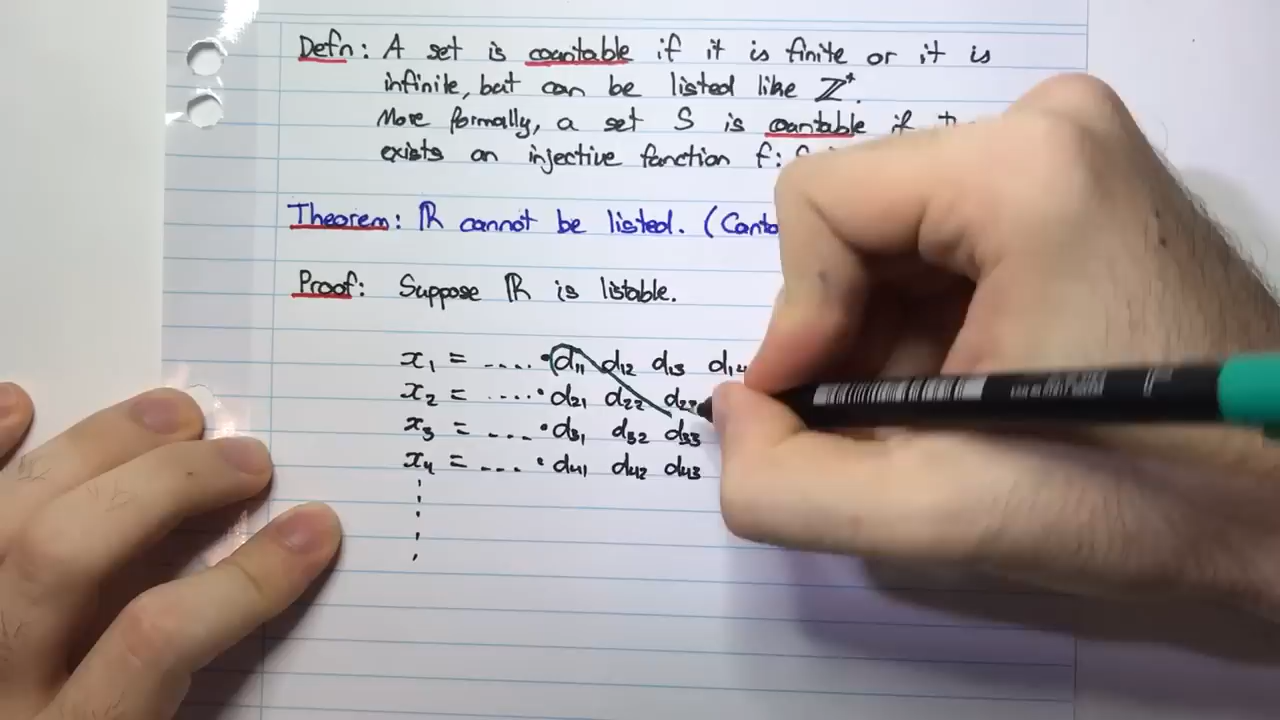 Defn: A set is countable if it is finite or it is
infinite, but can be listed like ℤ⁺.
More formally, a set S is countable if
exists an injective function f:
Theorem: ℝ cannot be listed.
Proof: Suppose ℝ is listable.
x₁ = ....•d₁₁ d₁₂ d₁₃ d₁₄
x₂ = ....•d₂₁ d₂₂ d₂₃
x₃ = ....•d₃₁ d₃₂ d₃₃
x₄ = ....•d₄₁ d₄₂ d₄₃